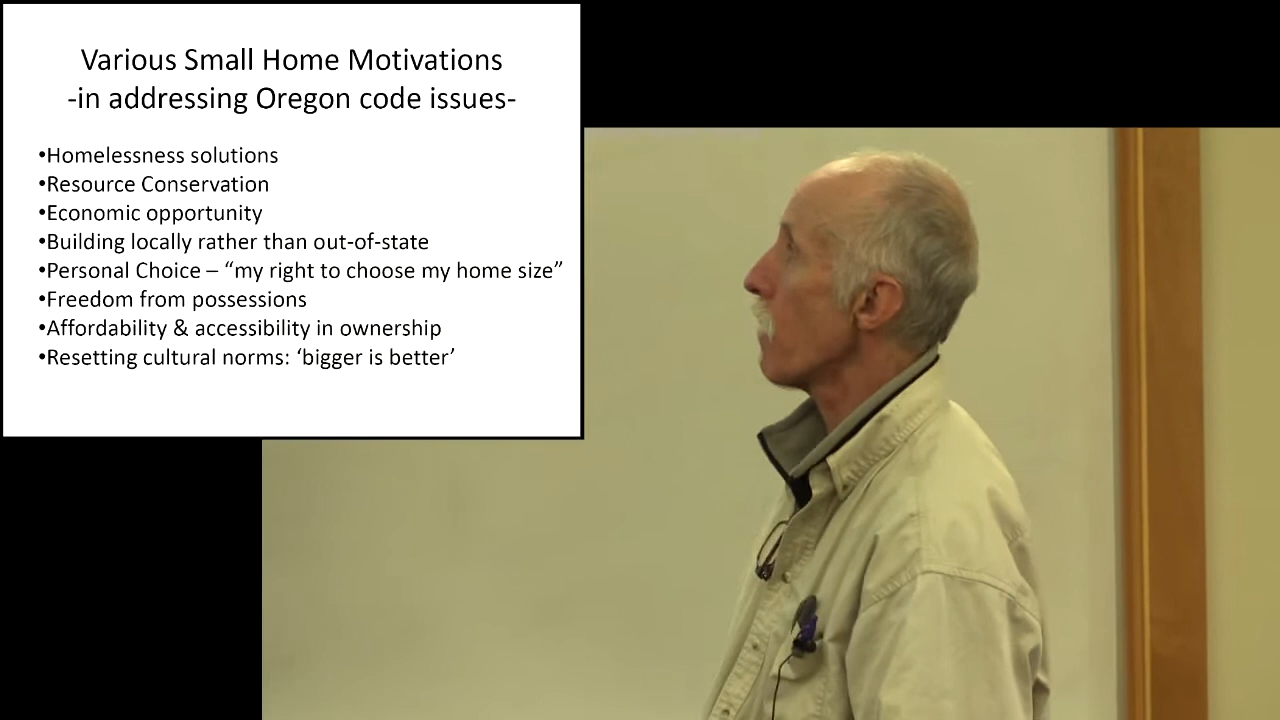 Various Small Home Motivations
-in addressing Oregon code issues-
•Homelessness solutions
•Resource Conservation
•Economic opportunity
•Building locally rather than out-of-state
•Personal Choice – “my right to choose my home size”
•Freedom from possessions
•Affordability & accessibility in ownership
•Resetting cultural norms: ‘bigger is better’